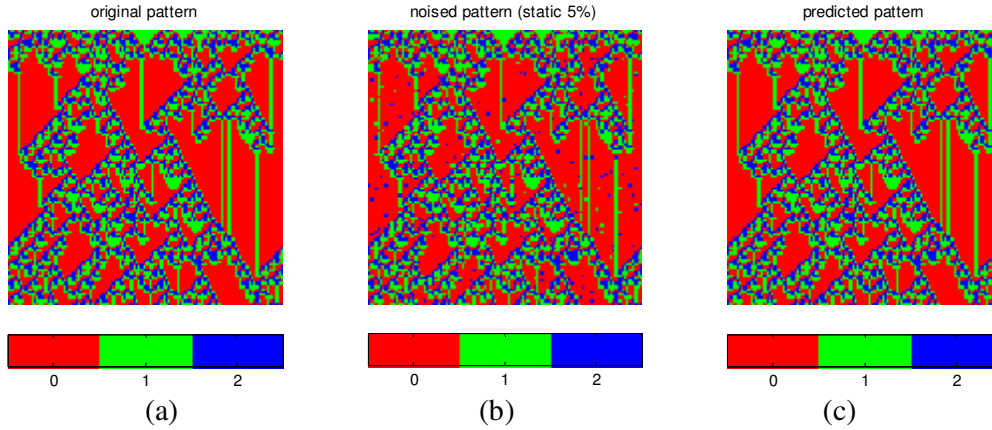 original pattern
noised pattern (static 5%)
predicted pattern
0 1 2
0 1 2
0 1 2
(a)
(b)
(c)